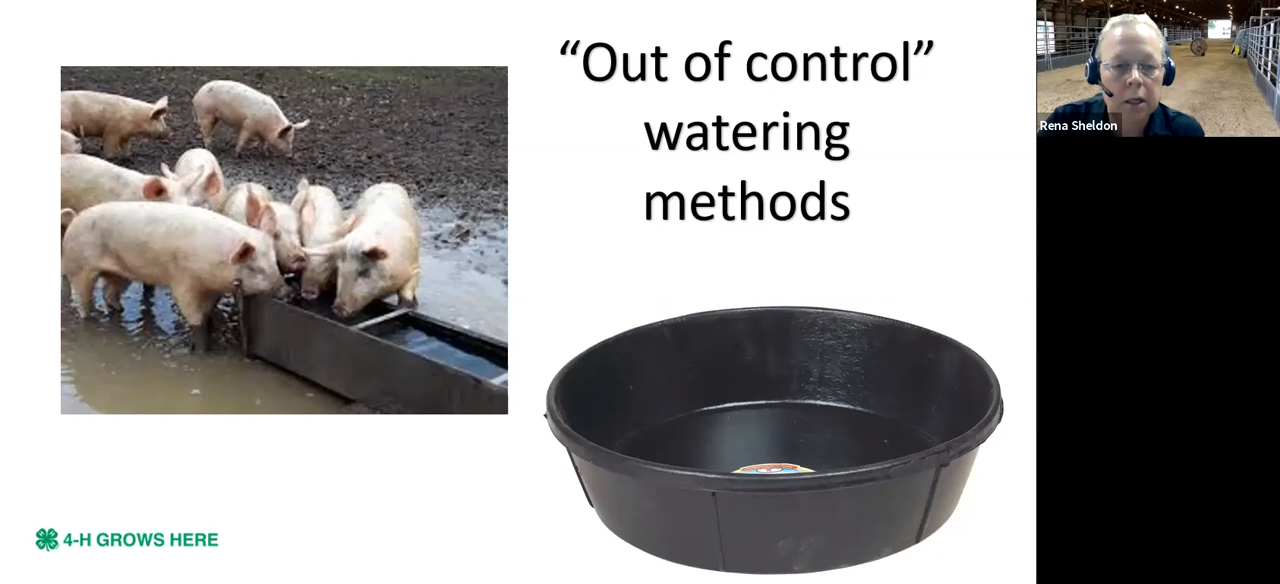 “Out of control”
watering
methods
Rena Sheldon
4-H GROWS HERE